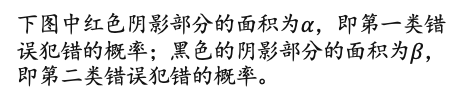 下图中红色阴影部分的面积为α，即第一类错
误犯错的概率；黑色的阴影部分的面积为β，
即第二类错误犯错的概率。